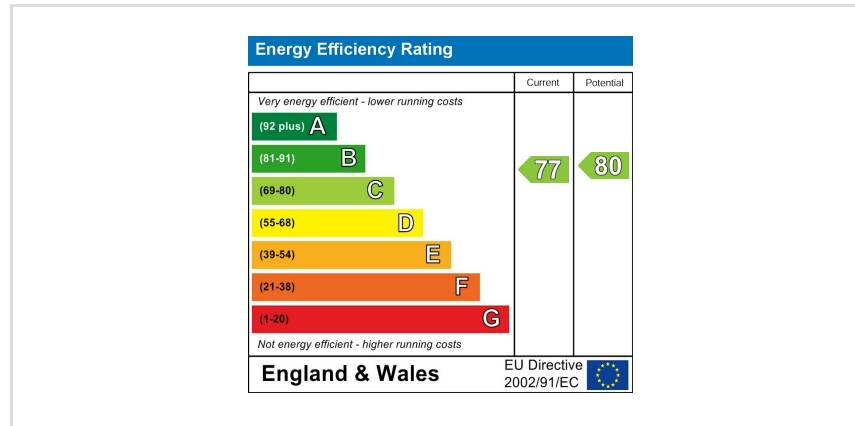 Energy Efficiency Rating
Current Potential
Very energy efficient - lower running costs
(92 plus) A
(81-91) B
77 80
(69-80) C
(55-68) D
(39-54) E
(21-38) F
(1-20) G
Not energy efficient - higher running costs
England & Wales
EU Directive
2002/91/EC